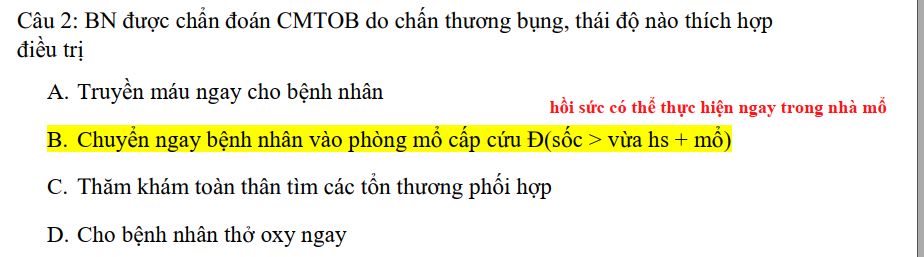 Câu 2: BN được chẩn đoán CMTOB do chấn thương bụng, thái độ nào thích hợp
điều trị
A. Truyền máu ngay cho bệnh nhân
hồi sức có thể thực hiện ngay trong nhà mổ
B. Chuyển ngay bệnh nhân vào phòng mổ cấp cứu Đ(sốc > vừa hs + mổ)
C. Thăm khám toàn thân tìm các tổn thương phối hợp
D. Cho bệnh nhân thở oxy ngay